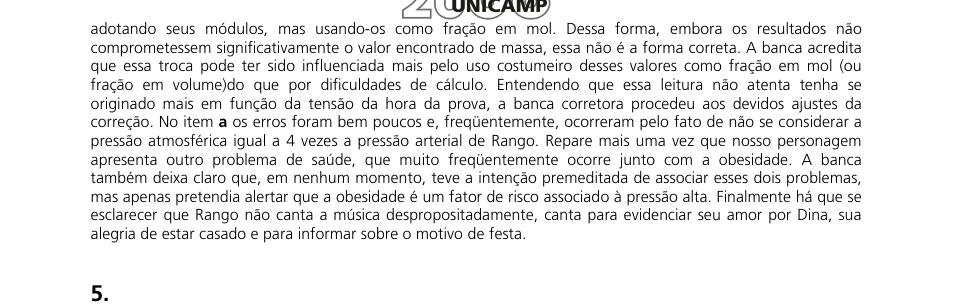 2006
UNICAMP
adotando seus módulos, mas usando-os como fração em mol. Dessa forma, embora os resultados não
comprometessem significativamente o valor encontrado de massa, essa não é a forma correta. A banca acredita
que essa troca pode ter sido influenciada mais pelo uso costumeiro desses valores como fração em mol (ou
fração em volume)do que por dificuldades de cálculo. Entendendo que essa leitura não atenta tenha se
originado mais em função da tensão da hora da prova, a banca corretora procedeu aos devidos ajustes da
correção. No item a os erros foram bem poucos e, freqüentemente, ocorreram pelo fato de não se considerar a
pressão atmosférica igual a 4 vezes a pressão arterial de Rango. Repare mais uma vez que nosso personagem
apresenta outro problema de saúde, que muito freqüentemente ocorre junto com a obesidade. A banca
também deixa claro que, em nenhum momento, teve a intenção premeditada de associar esses dois problemas,
mas apenas pretendia alertar que a obesidade é um fator de risco associado à pressão alta. Finalmente há que se
esclarecer que Rango não canta a música despropositadamente, canta para evidenciar seu amor por Dina, sua
alegria de estar casado e para informar sobre o motivo de festa.
5.